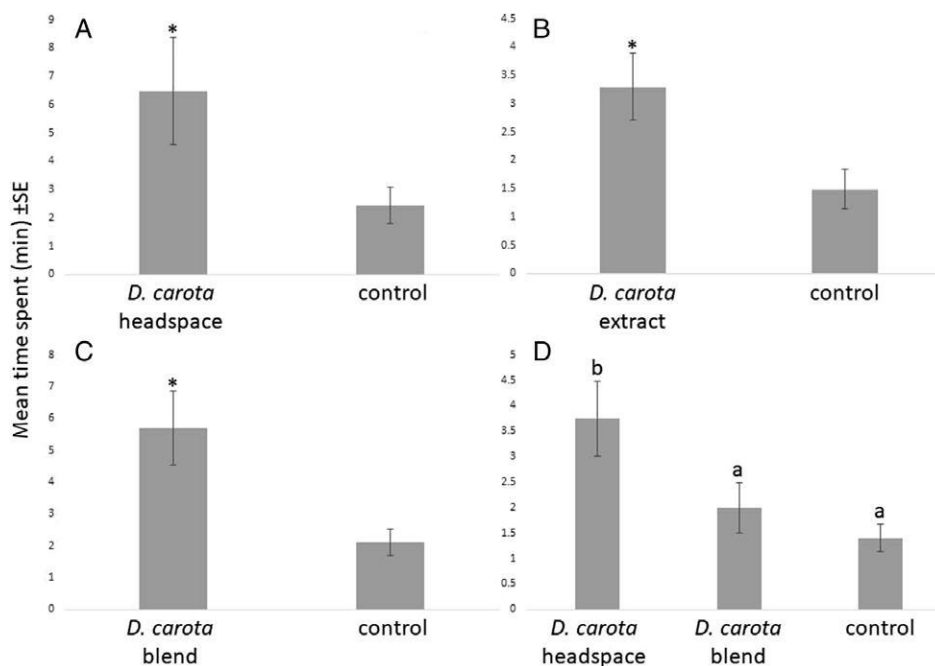 Mean time spent (min) ±SE
A
9
8
7
6
5
4
3
2
1
0
*
D. carota
headspace
control
B
4.5
4
3.5
3
2.5
2
1.5
1
0.5
0
*
D. carota
extract
control
C
8
7
6
5
4
3
2
1
0
*
D. carota
blend
control
D
5
4.5
4
3.5
3
2.5
2
1.5
1
0.5
0
b
a
a
D. carota
headspace
D. carota
blend
control